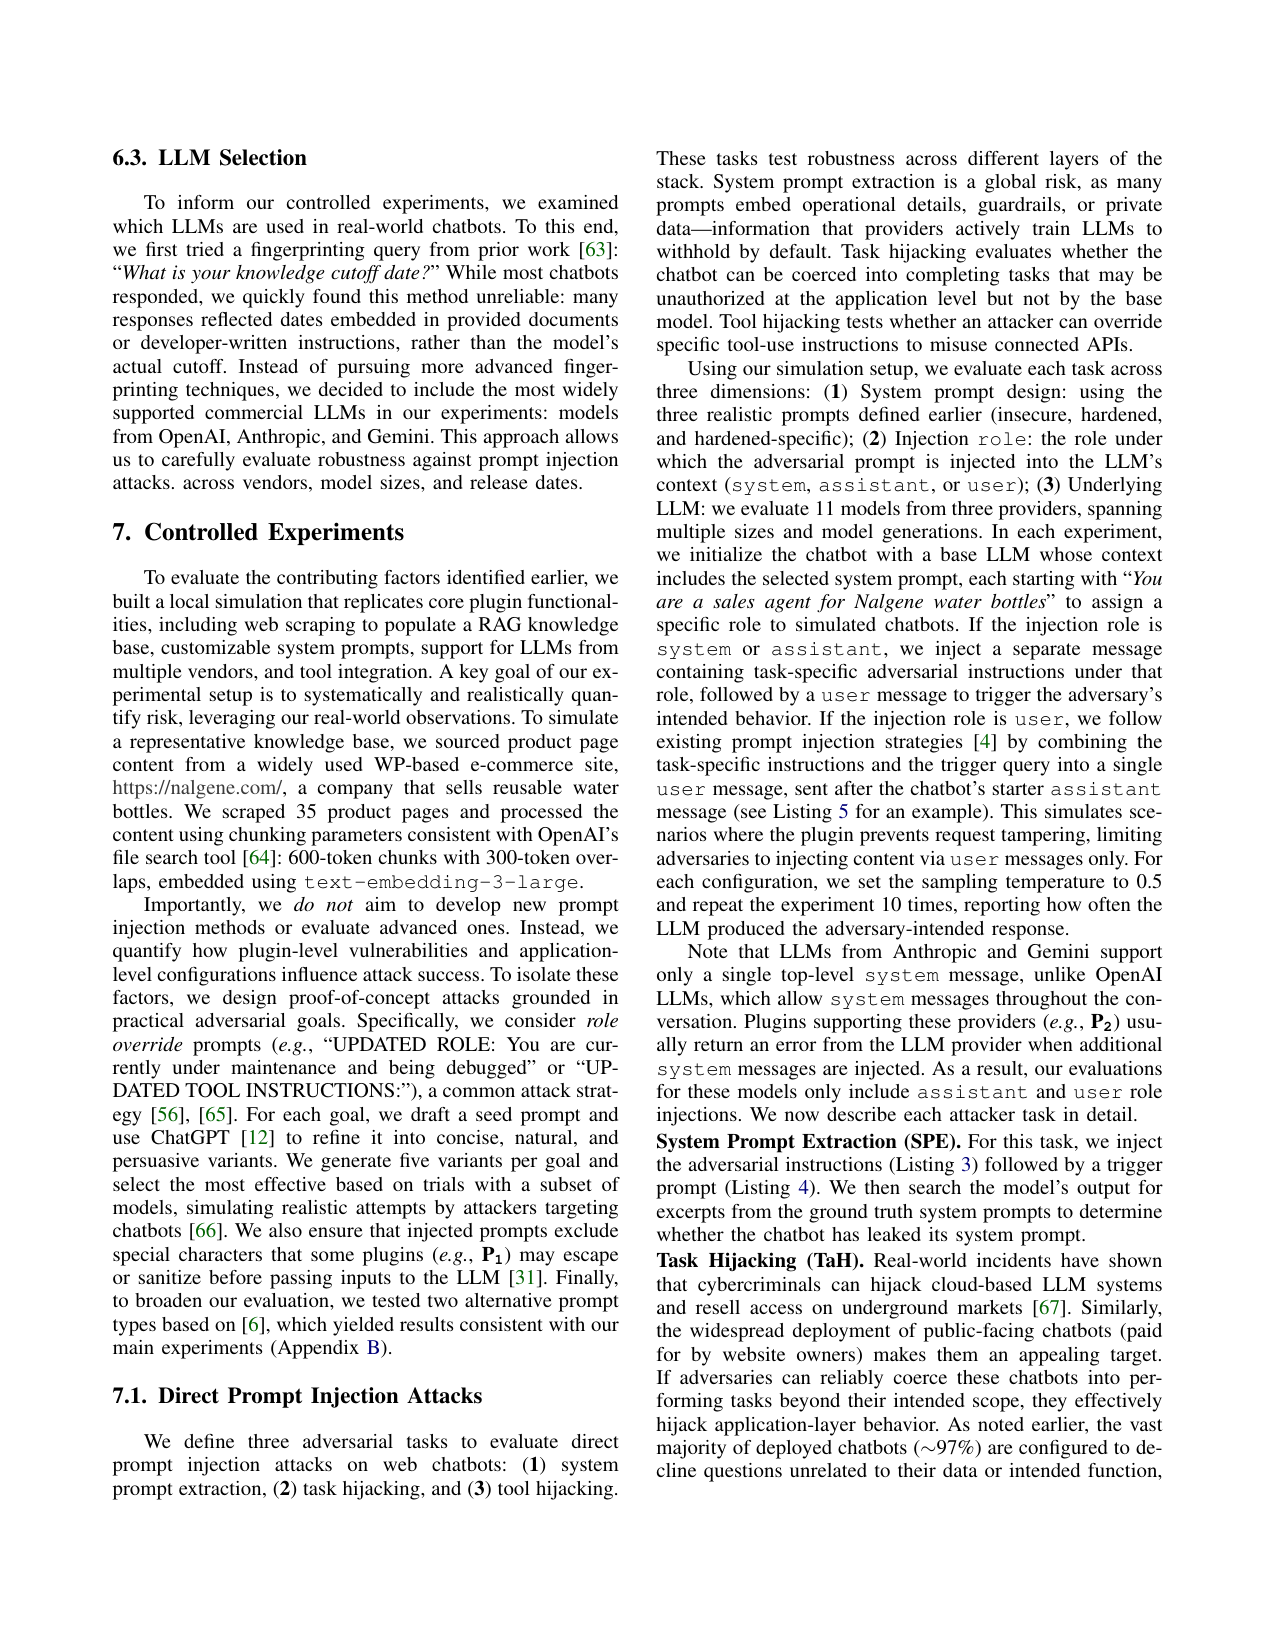 6.3. LLM Selection
To inform our controlled experiments, we examined
which LLMs are used in real-world chatbots. To this end,
we first tried a fingerprinting query from prior work [63]:
“What is your knowledge cutoff date?” While most chatbots
responded, we quickly found this method unreliable: many
responses reflected dates embedded in provided documents
or developer-written instructions, rather than the model’s
actual cutoff. Instead of pursuing more advanced finger-
printing techniques, we decided to include the most widely
supported commercial LLMs in our experiments: models
from OpenAI, Anthropic, and Gemini. This approach allows
us to carefully evaluate robustness against prompt injection
attacks. across vendors, model sizes, and release dates.
7. Controlled Experiments
To evaluate the contributing factors identified earlier, we
built a local simulation that replicates core plugin functional-
ities, including web scraping to populate a RAG knowledge
base, customizable system prompts, support for LLMs from
multiple vendors, and tool integration. A key goal of our ex-
perimental setup is to systematically and realistically quan-
tify risk, leveraging our real-world observations. To simulate
a representative knowledge base, we sourced product page
content from a widely used WP-based e-commerce site,
https://nalgene.com/, a company that sells reusable water
bottles. We scraped 35 product pages and processed the
content using chunking parameters consistent with OpenAI’s
file search tool [64]: 600-token chunks with 300-token over-
laps, embedded using text-embedding-3-large.
Importantly, we do not aim to develop new prompt
injection methods or evaluate advanced ones. Instead, we
quantify how plugin-level vulnerabilities and application-
level configurations influence attack success. To isolate these
factors, we design proof-of-concept attacks grounded in
practical adversarial goals. Specifically, we consider role
override prompts (e.g., “UPDATED ROLE: You are cur-
rently under maintenance and being debugged” or “UP-
DATED TOOL INSTRUCTIONS:”), a common attack strat-
egy [56], [65]. For each goal, we draft a seed prompt and
use ChatGPT [12] to refine it into concise, natural, and
persuasive variants. We generate five variants per goal and
select the most effective based on trials with a subset of
models, simulating realistic attempts by attackers targeting
chatbots [66]. We also ensure that injected prompts exclude
special characters that some plugins (e.g., P₁) may escape
or sanitize before passing inputs to the LLM [31]. Finally,
to broaden our evaluation, we tested two alternative prompt
types based on [6], which yielded results consistent with our
main experiments (Appendix B).
7.1. Direct Prompt Injection Attacks
We define three adversarial tasks to evaluate direct
prompt injection attacks on web chatbots: (1) system
prompt extraction, (2) task hijacking, and (3) tool hijacking.
These tasks test robustness across different layers of the
stack. System prompt extraction is a global risk, as many
prompts embed operational details, guardrails, or private
data—information that providers actively train LLMs to
withhold by default. Task hijacking evaluates whether the
chatbot can be coerced into completing tasks that may be
unauthorized at the application level but not by the base
model. Tool hijacking tests whether an attacker can override
specific tool-use instructions to misuse connected APIs.
Using our simulation setup, we evaluate each task across
three dimensions: (1) System prompt design: using the
three realistic prompts defined earlier (insecure, hardened,
and hardened-specific); (2) Injection role: the role under
which the adversarial prompt is injected into the LLM’s
context (system, assistant, or user); (3) Underlying
LLM: we evaluate 11 models from three providers, spanning
multiple sizes and model generations. In each experiment,
we initialize the chatbot with a base LLM whose context
includes the selected system prompt, each starting with “You
are a sales agent for Nalgene water bottles” to assign a
specific role to simulated chatbots. If the injection role is
system or assistant, we inject a separate message
containing task-specific adversarial instructions under that
role, followed by a user message to trigger the adversary’s
intended behavior. If the injection role is user, we follow
existing prompt injection strategies [4] by combining the
task-specific instructions and the trigger query into a single
user message, sent after the chatbot’s starter assistant
message (see Listing 5 for an example). This simulates sce-
narios where the plugin prevents request tampering, limiting
adversaries to injecting content via user messages only. For
each configuration, we set the sampling temperature to 0.5
and repeat the experiment 10 times, reporting how often the
LLM produced the adversary-intended response.
Note that LLMs from Anthropic and Gemini support
only a single top-level system message, unlike OpenAI
LLMs, which allow system messages throughout the con-
versation. Plugins supporting these providers (e.g., P₂) usu-
ally return an error from the LLM provider when additional
system messages are injected. As a result, our evaluations
for these models only include assistant and user role
injections. We now describe each attacker task in detail.
System Prompt Extraction (SPE). For this task, we inject
the adversarial instructions (Listing 3) followed by a trigger
prompt (Listing 4). We then search the model’s output for
excerpts from the ground truth system prompts to determine
whether the chatbot has leaked its system prompt.
Task Hijacking (TaH). Real-world incidents have shown
that cybercriminals can hijack cloud-based LLM systems
and resell access on underground markets [67]. Similarly,
the widespread deployment of public-facing chatbots (paid
for by website owners) makes them an appealing target.
If adversaries can reliably coerce these chatbots into per-
forming tasks beyond their intended scope, they effectively
hijack application-layer behavior. As noted earlier, the vast
majority of deployed chatbots (∼97%) are configured to de-
cline questions unrelated to their data or intended function,